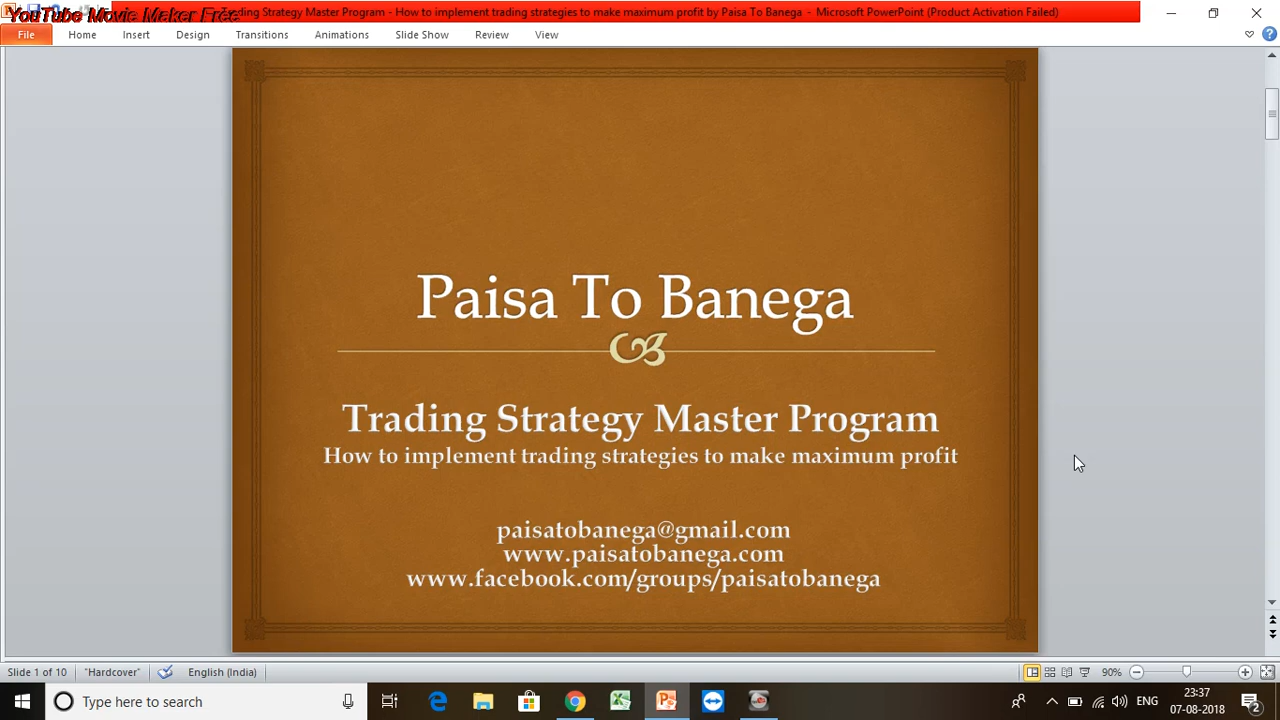 YouTube Movie Maker Free
Trading Strategy Master Program - How to implement trading strategies to make maximum profit by Paisa To Banega - Microsoft PowerPoint (Product Activation Failed)
File Home Insert Design Transitions Animations Slide Show Review View
Paisa To Banega
Trading Strategy Master Program
How to implement trading strategies to make maximum profit
paisatobanega@gmail.com
www.paisatobanega.com
www.facebook.com/groups/paisatobanega
Slide 1 of 10 "Hardcover" English (India) 90%
Type here to search
ENG
23:37
07-08-2018
2